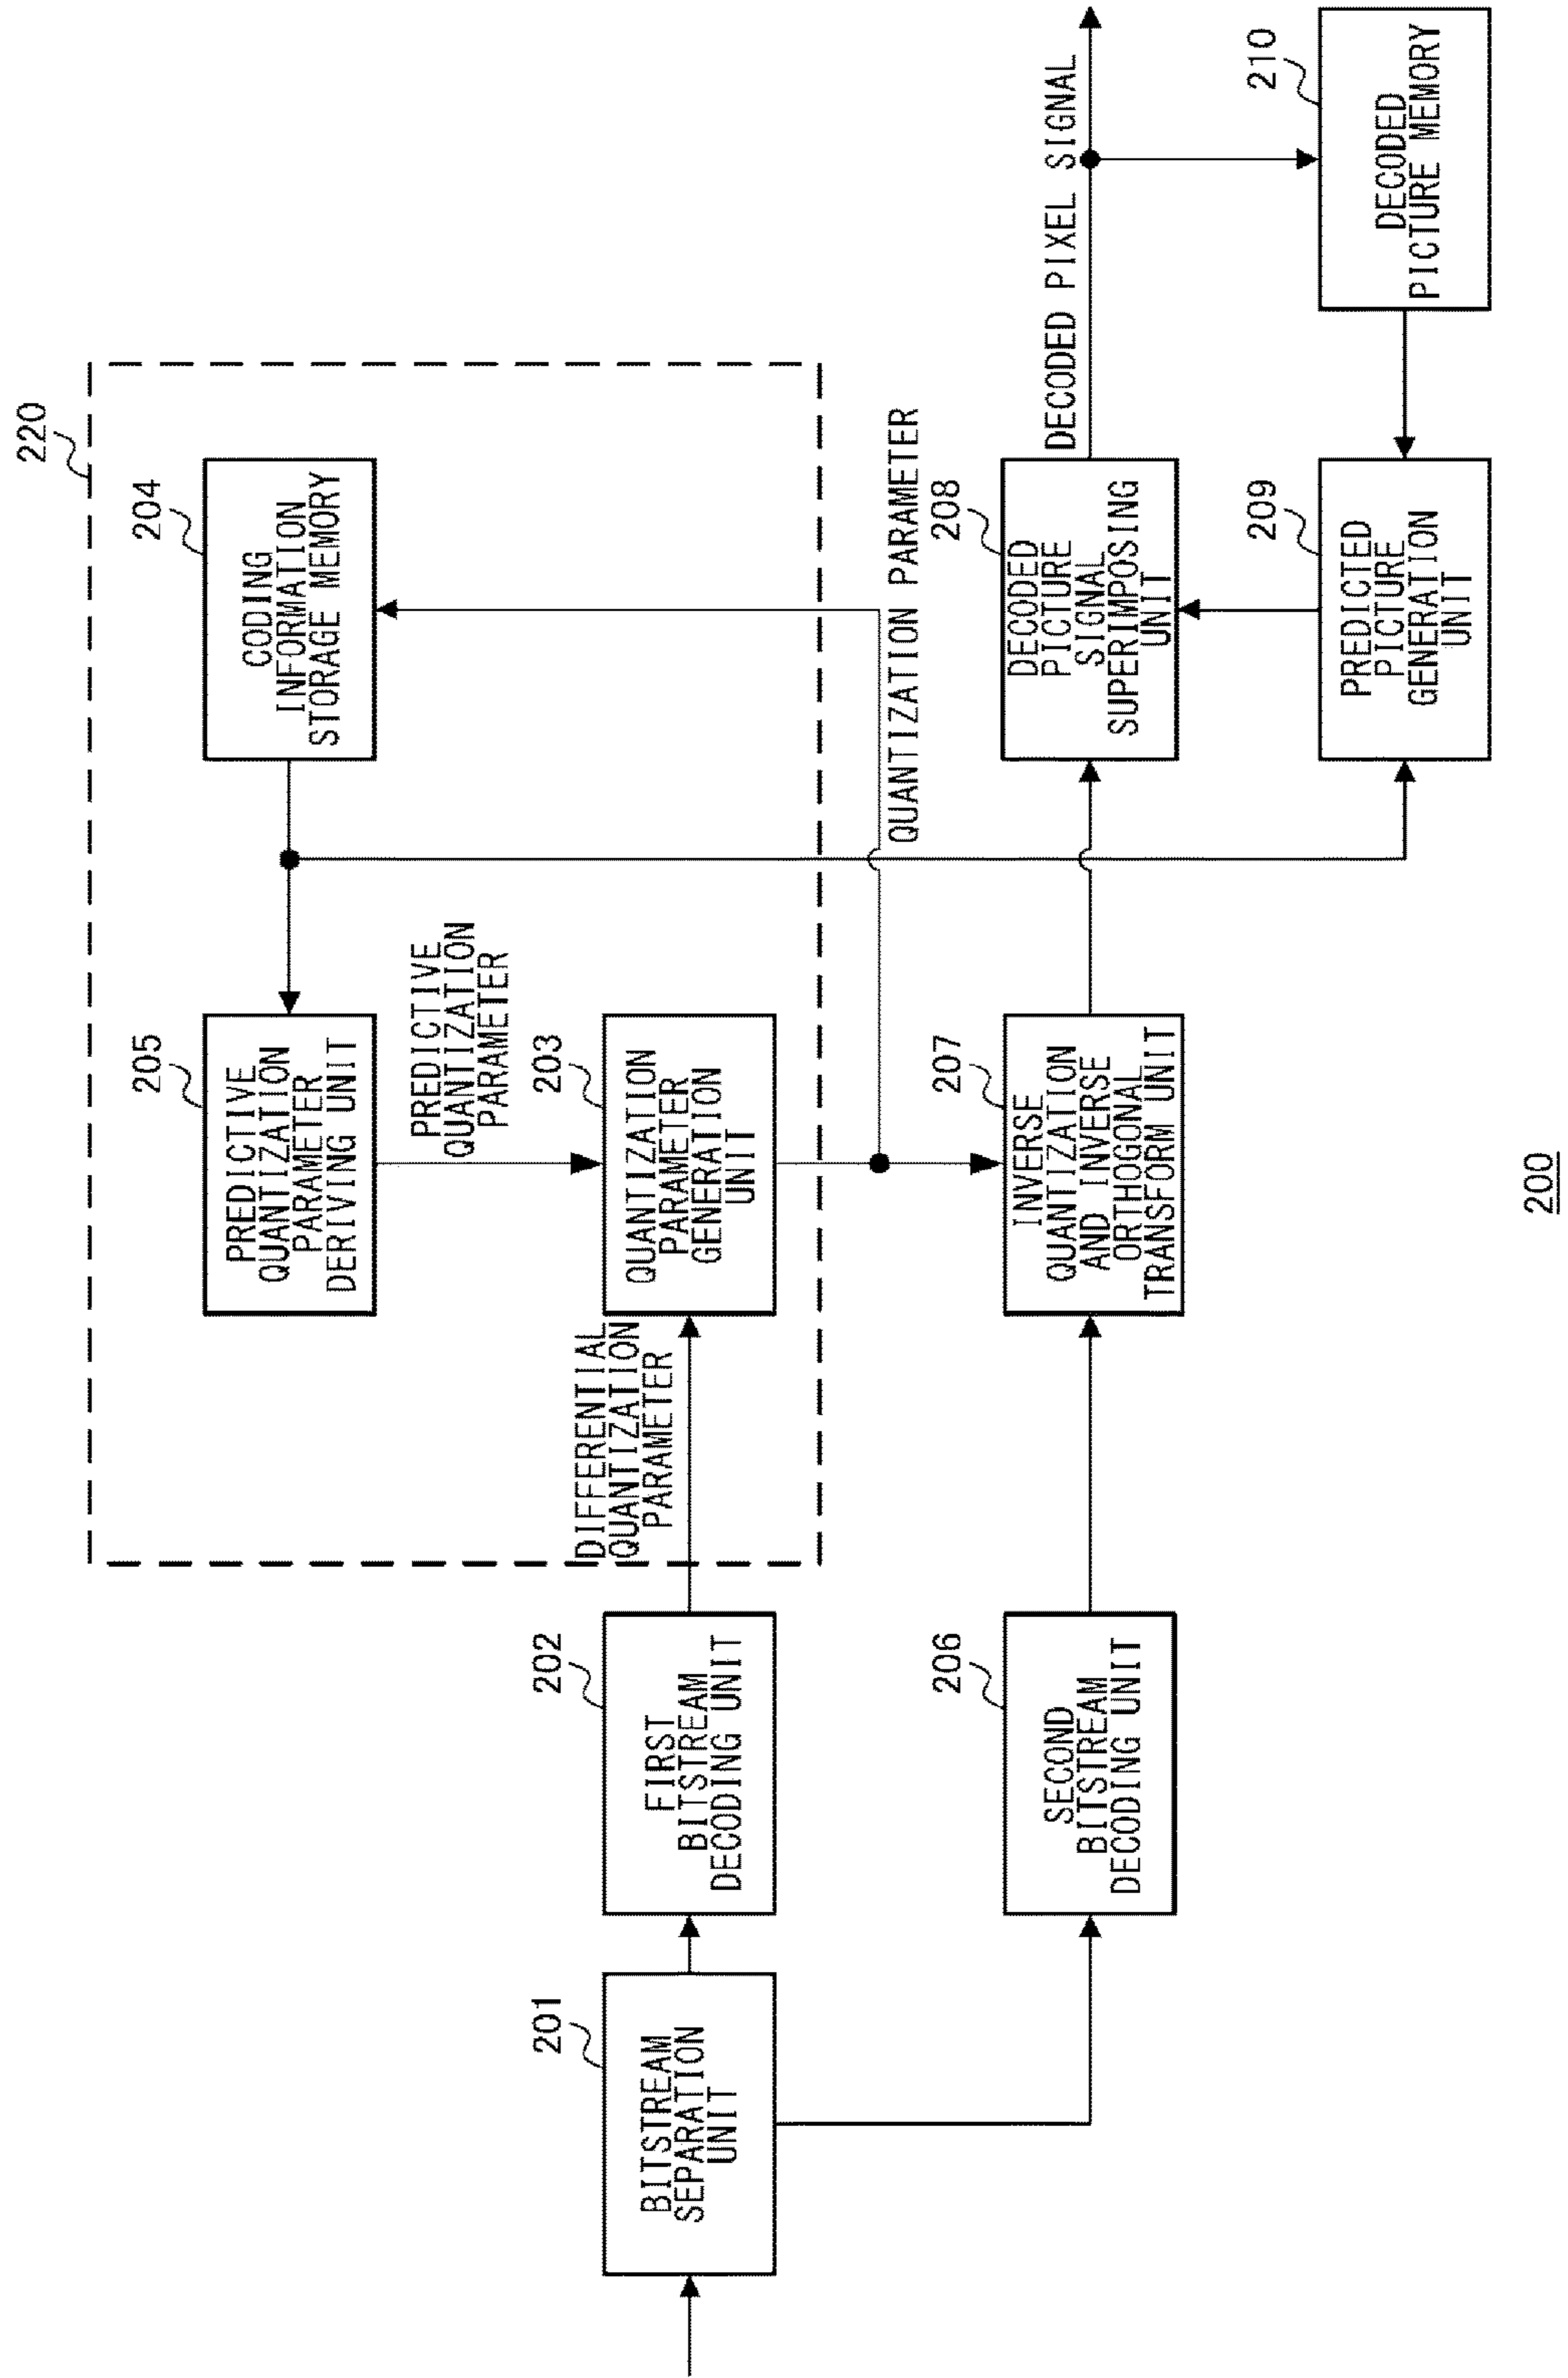 220
205
PREDICTIVE
QUANTIZATION
PARAMETER
DERIVING UNIT
204
CODING
INFORMATION
STORAGE MEMORY
PREDICTIVE
QUANTIZATION
PARAMETER
201
BITSTREAM
SEPARATION
UNIT
202
FIRST
BITSTREAM
DECODING UNIT
DIFFERENTIAL
QUANTIZATION
PARAMETER
203
QUANTIZATION
PARAMETER
GENERATION
UNIT
QUANTIZATION PARAMETER
206
SECOND
BITSTREAM
DECODING UNIT
207
INVERSE
QUANTIZATION
AND INVERSE
ORTHOGONAL
TRANSFORM UNIT
208
DECODED
PICTURE
SIGNAL
SUPERIMPOSING
UNIT
DECODED PIXEL SIGNAL
209
PREDICTED
PICTURE
GENERATION
UNIT
210
DECODED
PICTURE MEMORY
200